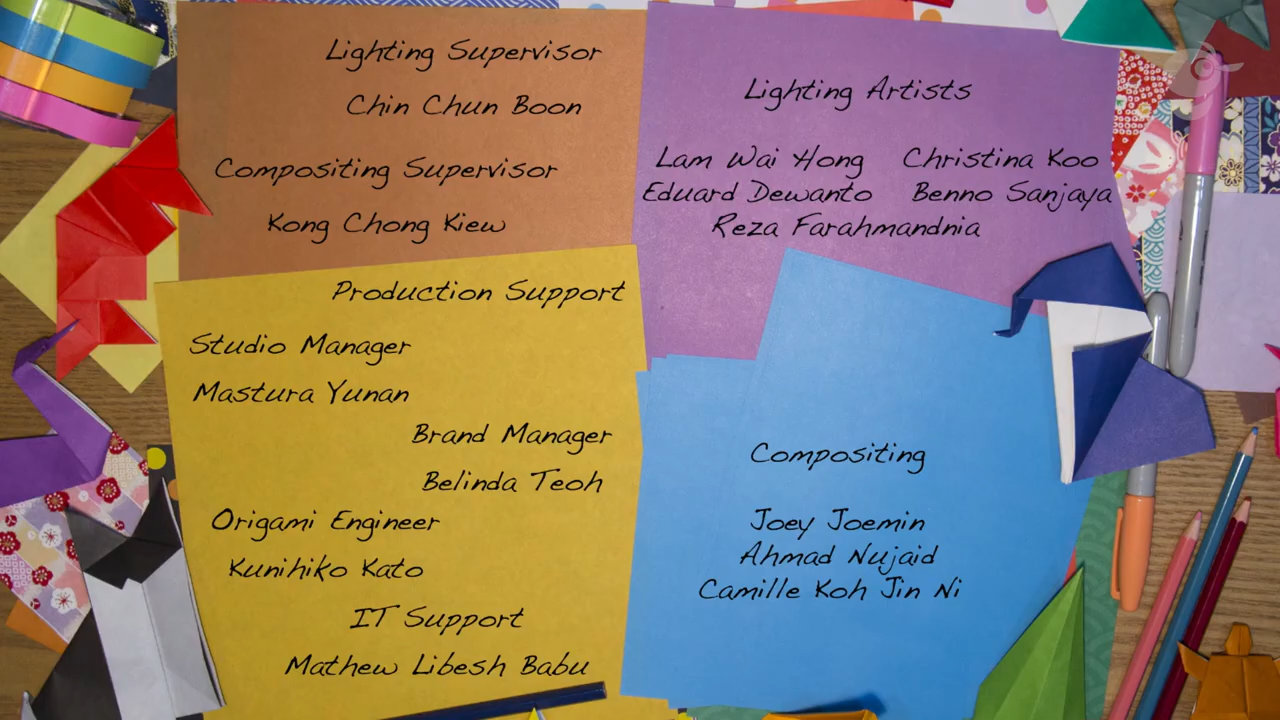 Lighting Supervisor
Chin Chun Boon
Compositing Supervisor
Kong Chong Kiew
Production Support
Studio Manager
Mastura Yunan
Brand Manager
Belinda Teoh
Origami Engineer
Kunihiko Kato
IT Support
Mathew Libesh Babu
Lighting Artists
Lam Wai Hong Christina Koo
Eduard Dewanto Benno Sanjaya
Reza Farahmandnia
Compositing
Joey Joemin
Ahmad Nujaid
Camille Koh Jin Ni